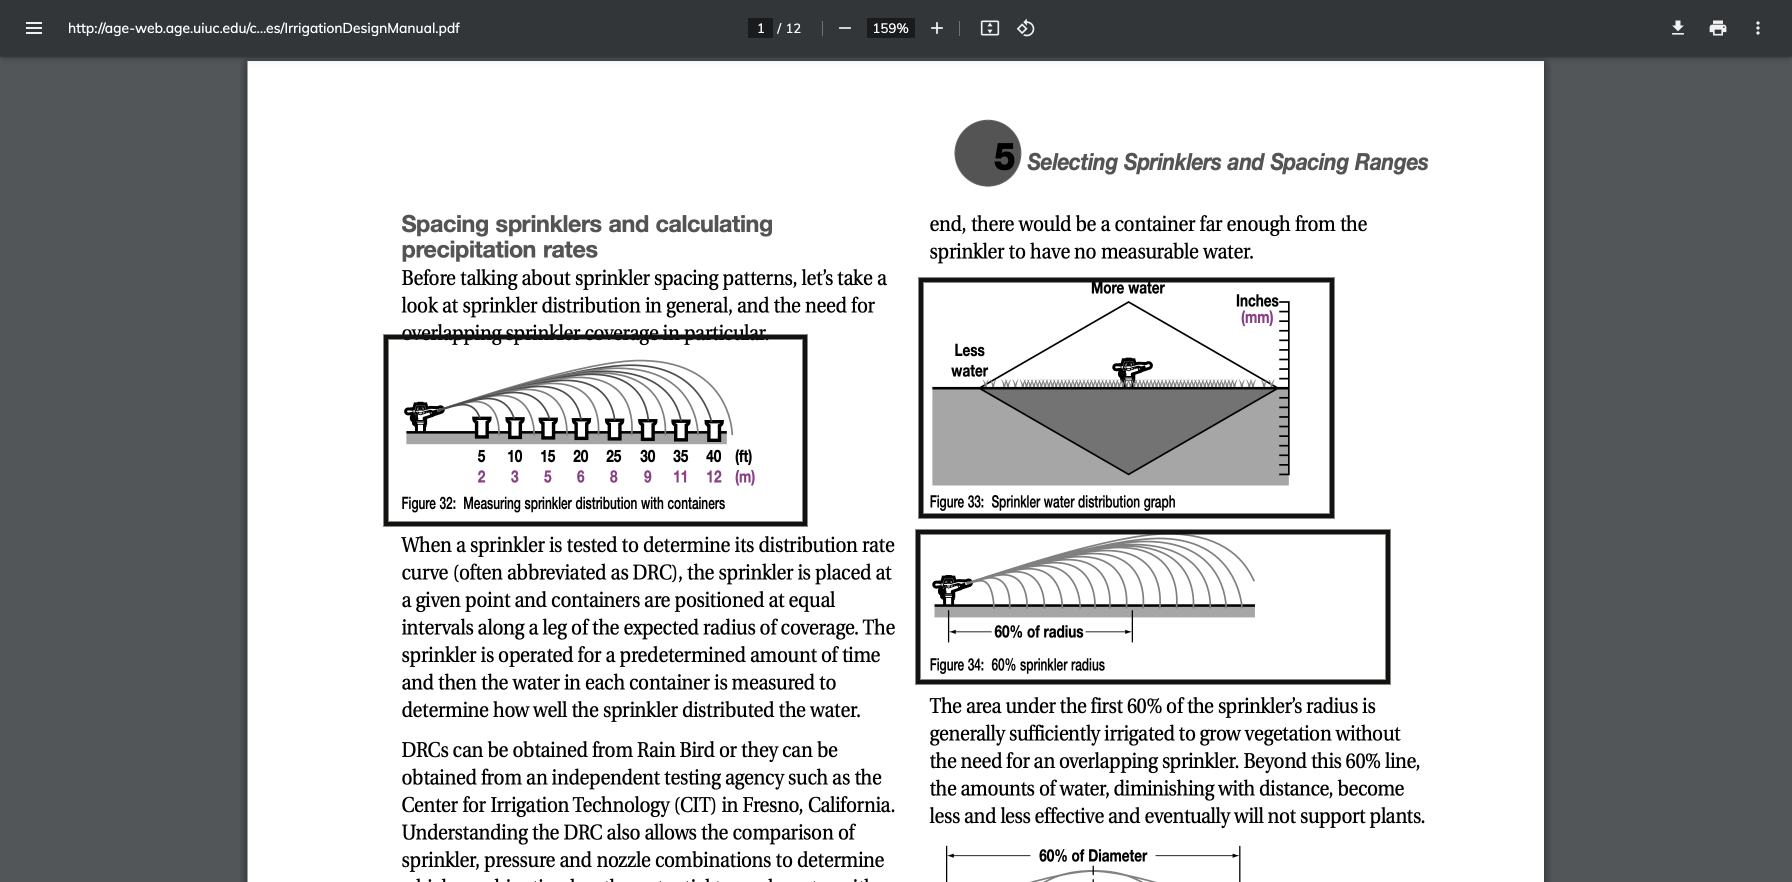 http://age-web.age.uiuc.edu/c...es/IrrigationDesignManual.pdf
1 / 12
159%
5 Selecting Sprinklers and Spacing Ranges
Spacing sprinklers and calculating
precipitation rates
Before talking about sprinkler spacing patterns, let's take a
look at sprinkler distribution in general, and the need for
overlapping sprinkler coverage in particular.
5 10 15 20 25 30 35 40 (ft)
2 3 5 6 8 9 11 12 (m)
Figure 32: Measuring sprinkler distribution with containers
When a sprinkler is tested to determine its distribution rate
curve (often abbreviated as DRC), the sprinkler is placed at
a given point and containers are positioned at equal
intervals along a leg of the expected radius of coverage. The
sprinkler is operated for a predetermined amount of time
and then the water in each container is measured to
determine how well the sprinkler distributed the water.
DRCs can be obtained from Rain Bird or they can be
obtained from an independent testing agency such as the
Center for Irrigation Technology (CIT) in Fresno, California.
Understanding the DRC also allows the comparison of
sprinkler, pressure and nozzle combinations to determine
end, there would be a container far enough from the
sprinkler to have no measurable water.
More water
Inches
(mm)
Less
water
Figure 33: Sprinkler water distribution graph
60% of radius
Figure 34: 60% sprinkler radius
The area under the first 60% of the sprinkler's radius is
generally sufficiently irrigated to grow vegetation without
the need for an overlapping sprinkler. Beyond this 60% line,
the amounts of water, diminishing with distance, become
less and less effective and eventually will not support plants.
60% of Diameter